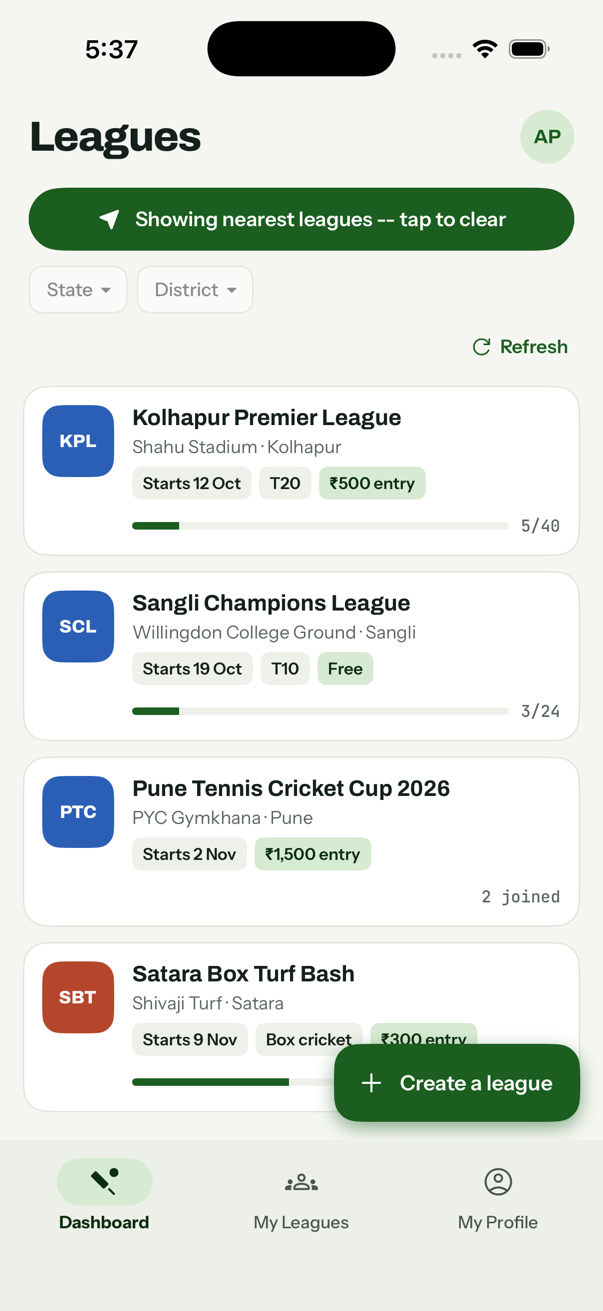 5:37
Leagues
AP
Showing nearest leagues -- tap to clear
State
District
Refresh
KPL
Kolhapur Premier League
Shahu Stadium · Kolhapur
Starts 12 Oct
T20
₹500 entry
5/40
SCL
Sangli Champions League
Willingdon College Ground · Sangli
Starts 19 Oct
T10
Free
3/24
PTC
Pune Tennis Cricket Cup 2026
PYC Gymkhana · Pune
Starts 2 Nov
₹1,500 entry
2 joined
SBT
Satara Box Turf Bash
Shivaji Turf · Satara
Starts 9 Nov
Box cricket
₹300 entry
Create a league
Dashboard
My Leagues
My Profile